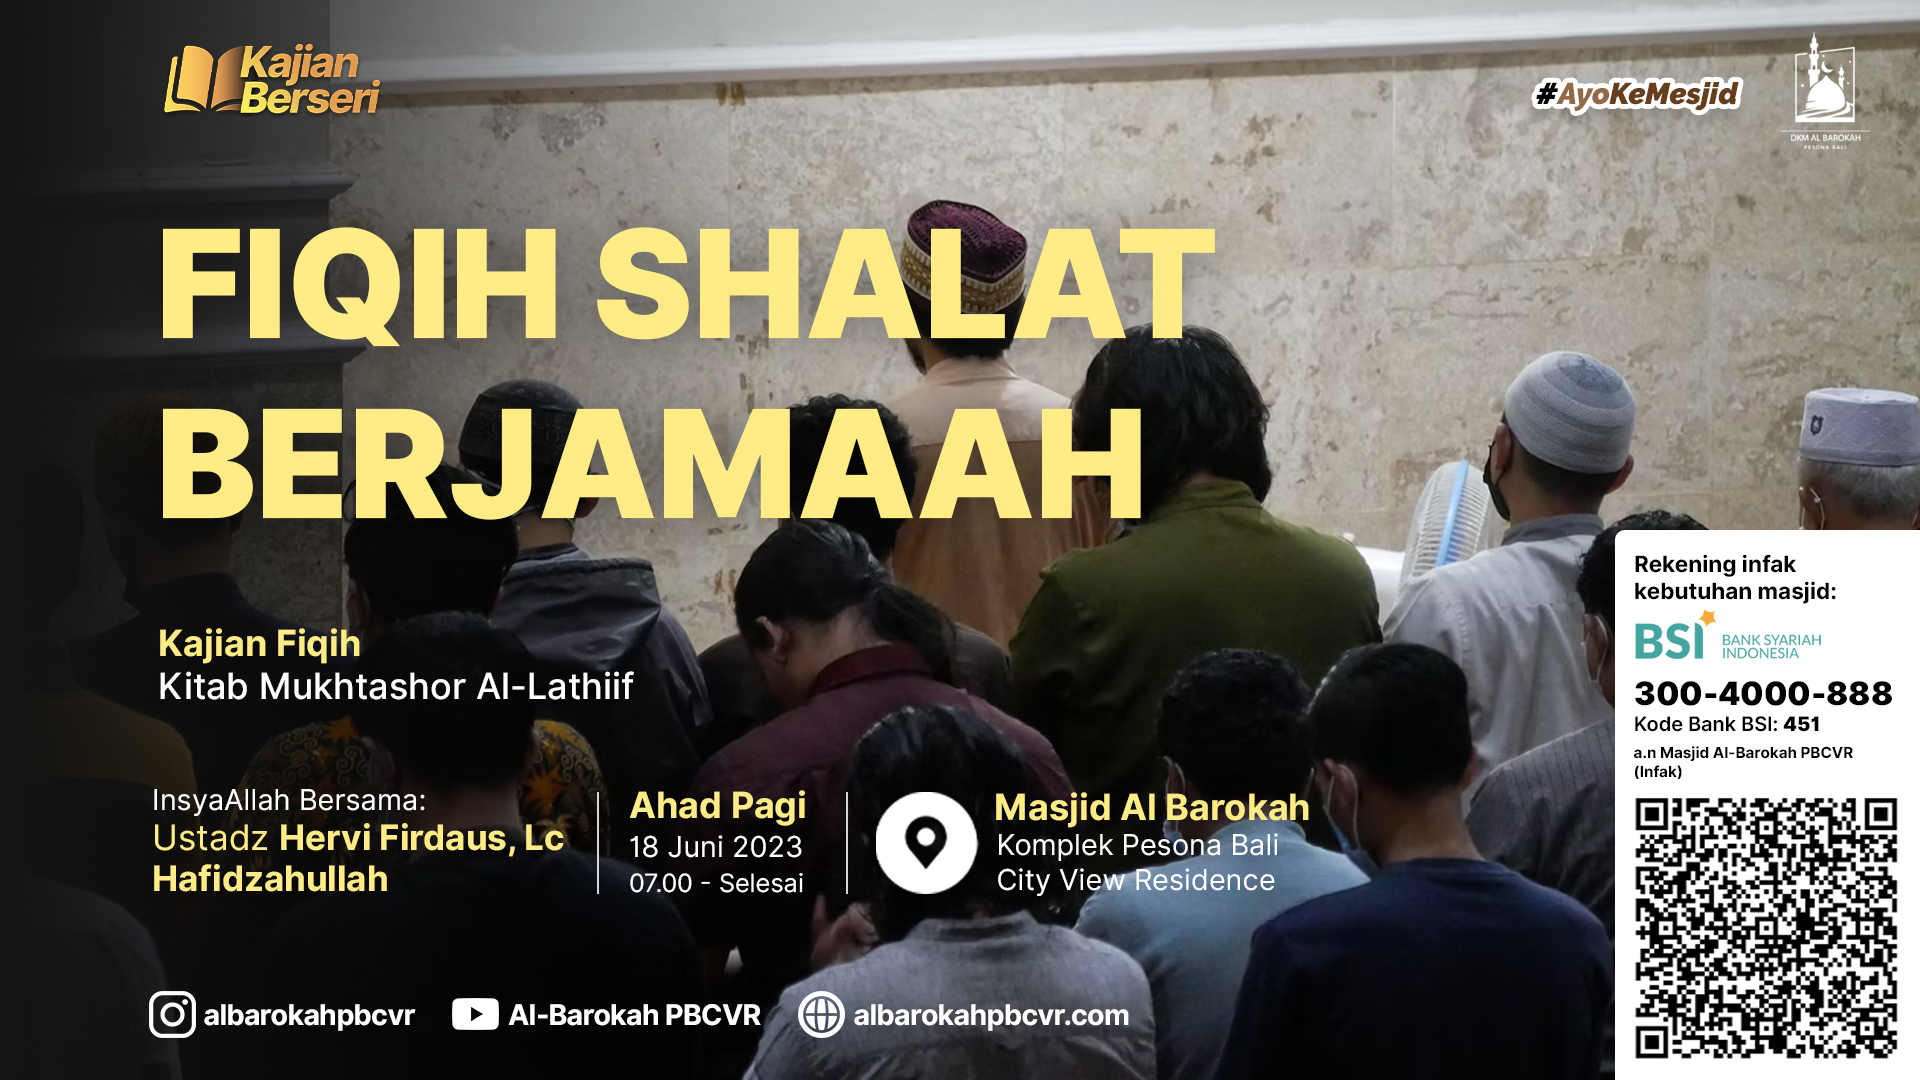 Kajian
Berseri
#AyoKeMesjid
DKM AL BAROKAH
PESONA BALI
FIQIH SHALAT
BERJAMAAH
Kajian Fiqih
Kitab Mukhtashor Al-Lathiif
InsyaAllah Bersama:
Ustadz Hervi Firdaus, Lc
Hafidzahullah
Ahad Pagi
18 Juni 2023
07.00 - Selesai
Masjid Al Barokah
Komplek Pesona Bali
City View Residence
albarokahpbcvr
Al-Barokah PBCVR
albarokahpbcvr.com
Rekening infak
kebutuhan masjid:
BSI BANK SYARIAH
INDONESIA
300-4000-888
Kode Bank BSI: 451
a.n Masjid Al-Barokah PBCVR
(Infak)